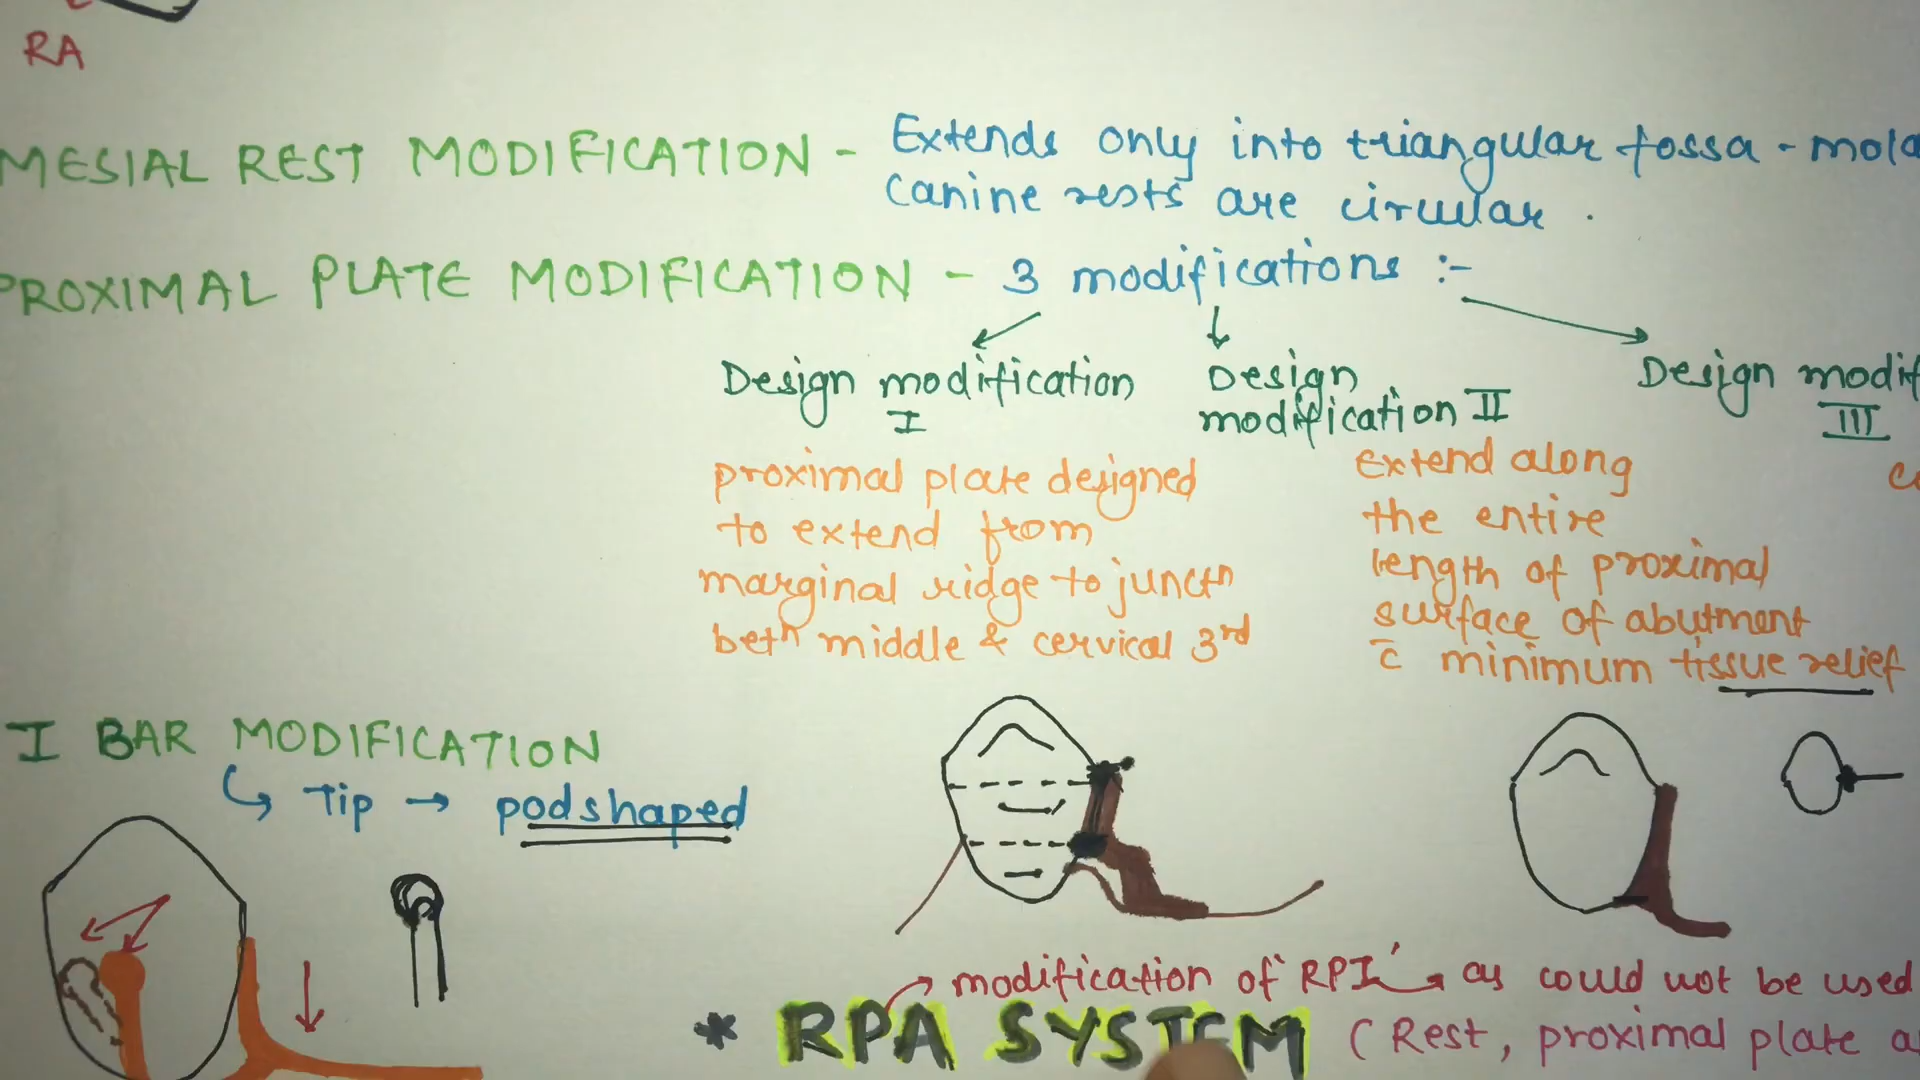 RA
MESIAL REST MODIFICATION - Extends only into triangular fossa - mola
canine rests are circular .
PROXIMAL PLATE MODIFICATION - 3 modifications :-
Design modification I
Design modification II
Design modif III
proximal plate designed
to extend from
marginal ridge to junctn
betn middle & cervical 3rd
extend along
the entire
length of proximal
surface of abutment
c̄ minimum tissue relief
I BAR MODIFICATION
Tip → podshaped
modification of RPI → as could not be used
* RPA SYSTEM (Rest, proximal plate a